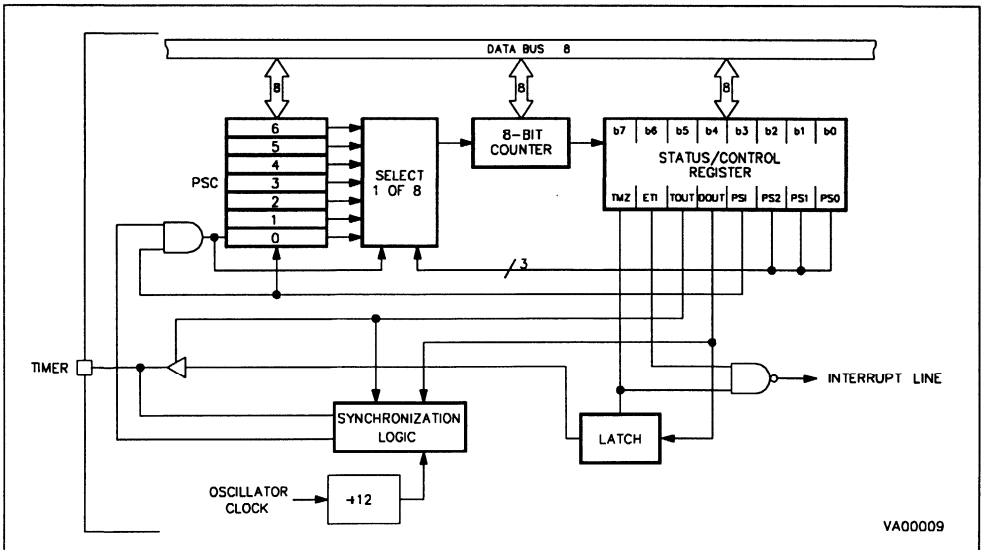 DATA BUS 8
8
8
8
6
5
4
3
2
1
0
PSC
SELECT
1 OF 8
8-BIT
COUNTER
b7 b6 b5 b4 b3 b2 b1 b0
STATUS/CONTROL
REGISTER
TMZ ETI TOUT DOUT PSI PS2 PS1 PS0
3
TIMER
INTERRUPT LINE
SYNCHRONIZATION
LOGIC
LATCH
OSCILLATOR
CLOCK
÷12
VA00009